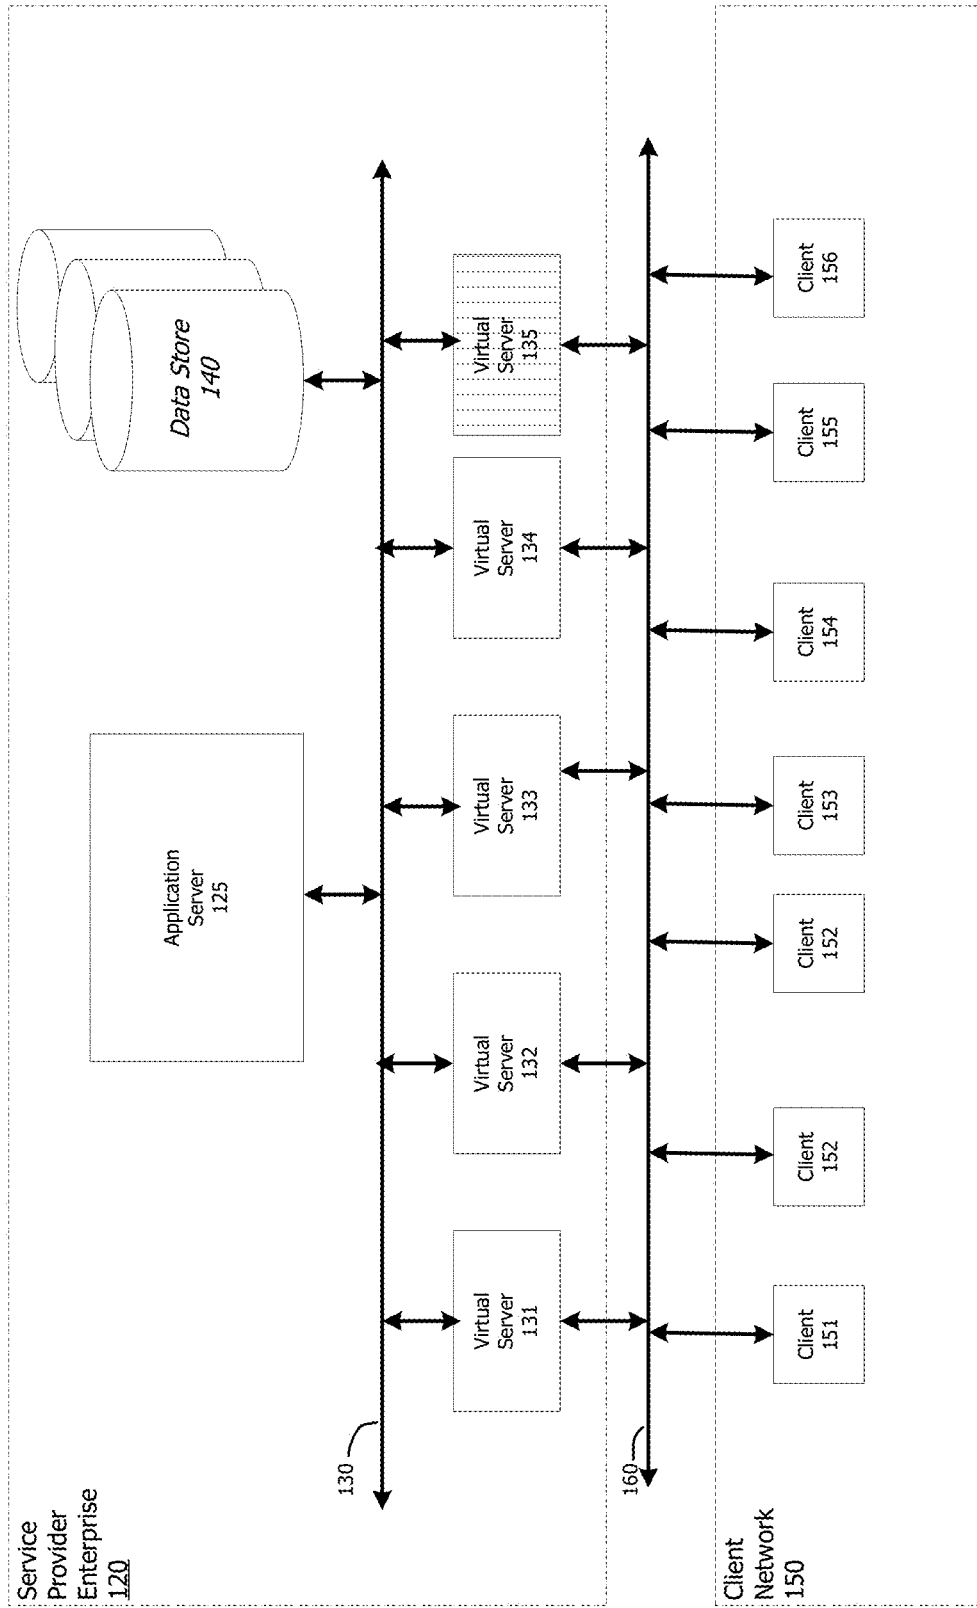 Service
Provider
Enterprise
120
130
Application
Server
125
Data Store
140
Virtual
Server
131
Virtual
Server
132
Virtual
Server
133
Virtual
Server
134
Virtual
Server
135
160
Client
Network
150
Client
151
Client
152
Client
152
Client
153
Client
154
Client
155
Client
156